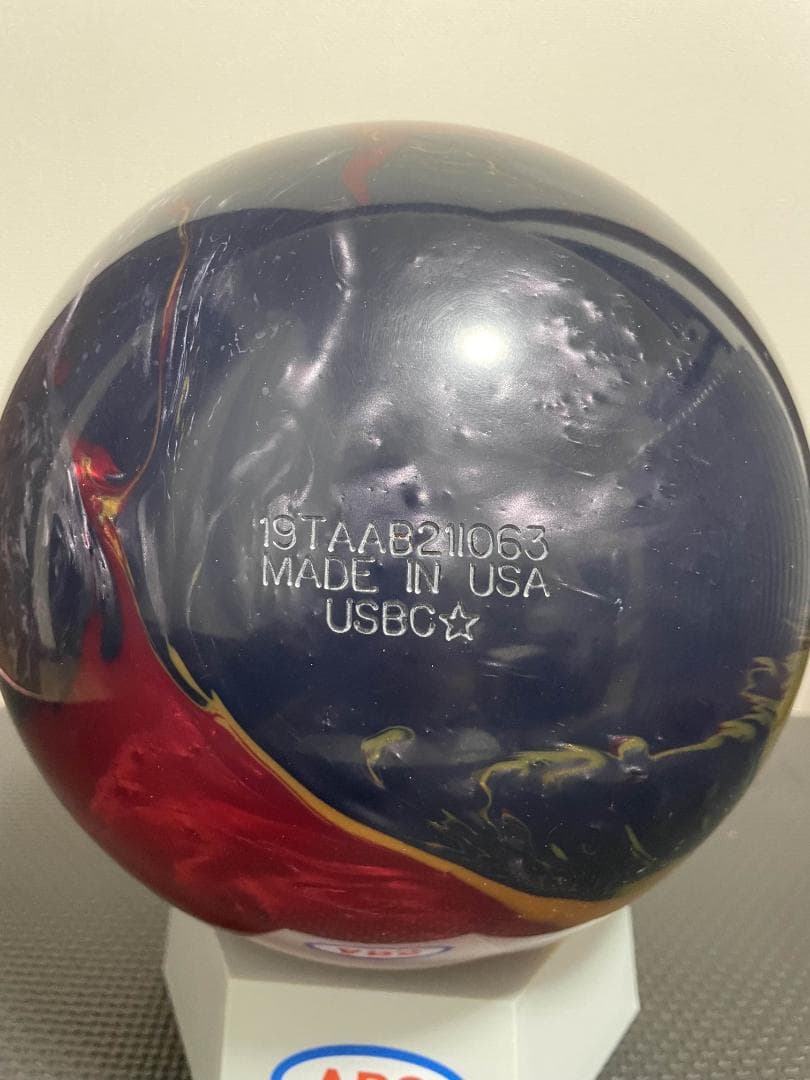 19TAAB211063
MADE IN USA
USBC☆